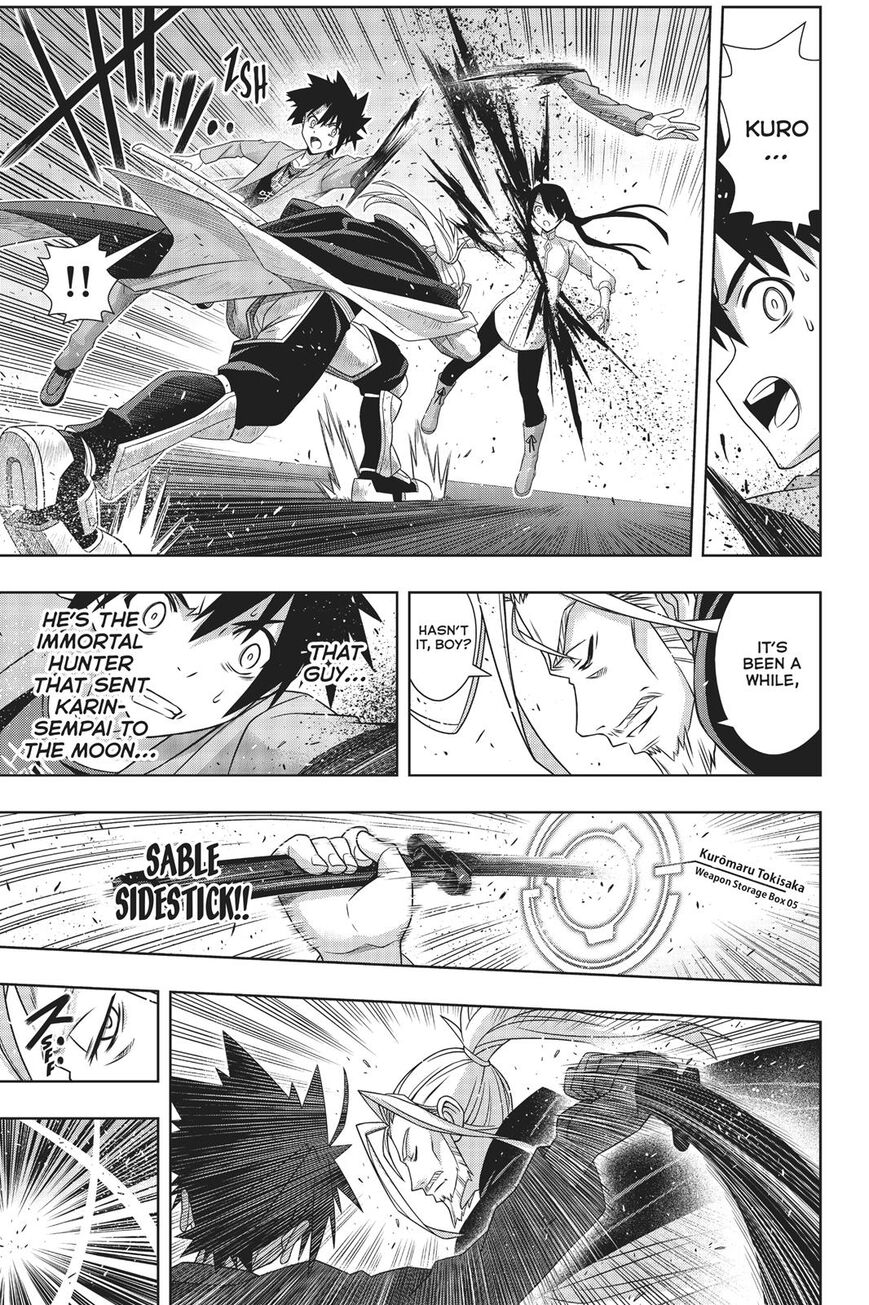 KURO
...
ZSH
!!
IT'S
BEEN A
WHILE,
HASN'T
IT, BOY?
THAT
GUY...
HE'S THE
IMMORTAL
HUNTER
THAT SENT
KARIN-
SEMPAI TO
THE MOON...
Kurōmaru Tokisaka
Weapon Storage Box 05
SABLE
SIDESTICK!!
SFF